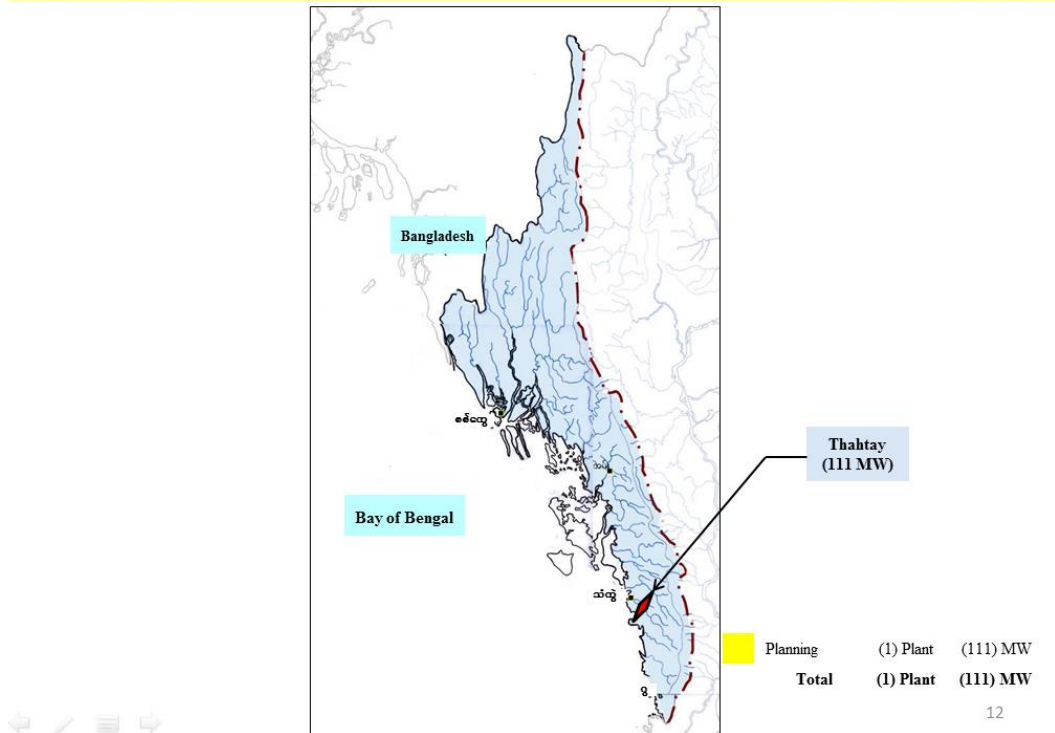 Bangladesh
စစ်တွေ
Thahtay
(111 MW)
Bay of Bengal
သံတွဲ
Planning (1) Plant (111) MW
Total (1) Plant (111) MW
12